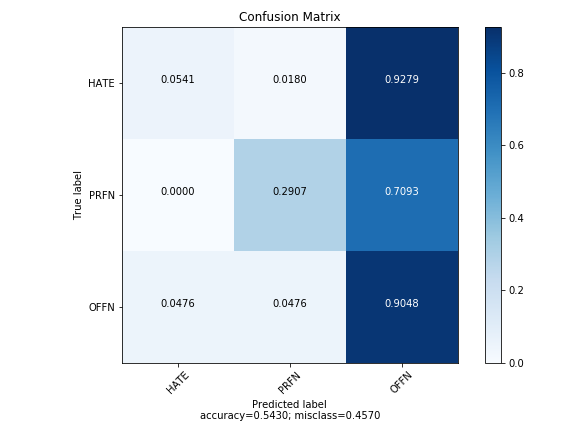 Confusion Matrix
HATE 0.0541 0.0180 0.9279
PRFN 0.0000 0.2907 0.7093
OFFN 0.0476 0.0476 0.9048
True label
HATE PRFN OFFN
Predicted label
accuracy=0.5430; misclass=0.4570
0.8
0.6
0.4
0.2
0.0